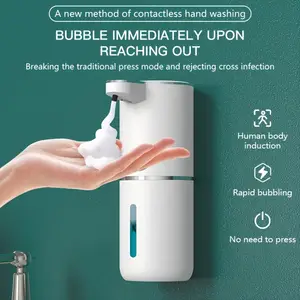 A new method of contactless hand washing
BUBBLE IMMEDIATELY UPON
REACHING OUT
Breaking the traditional press mode and rejecting cross infection
Human body
induction
Rapid bubbling
No need to press